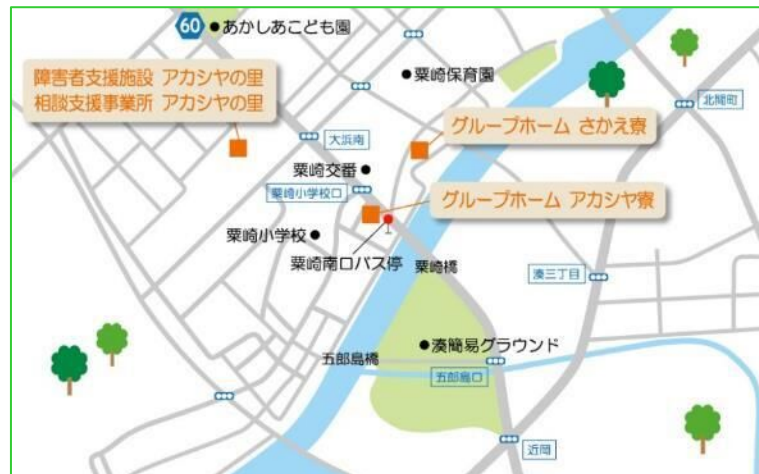 60
あかしあこども園
障害者支援施設 アカシヤの里
相談支援事業所 アカシヤの里
粟崎保育園
北間町
大浜南
グループホーム さかえ寮
粟崎交番
粟崎小学校口
グループホーム アカシヤ寮
粟崎小学校
粟崎南口バス停
粟崎橋
湊三丁目
湊簡易グラウンド
五郎島橋
五郎島口
近岡